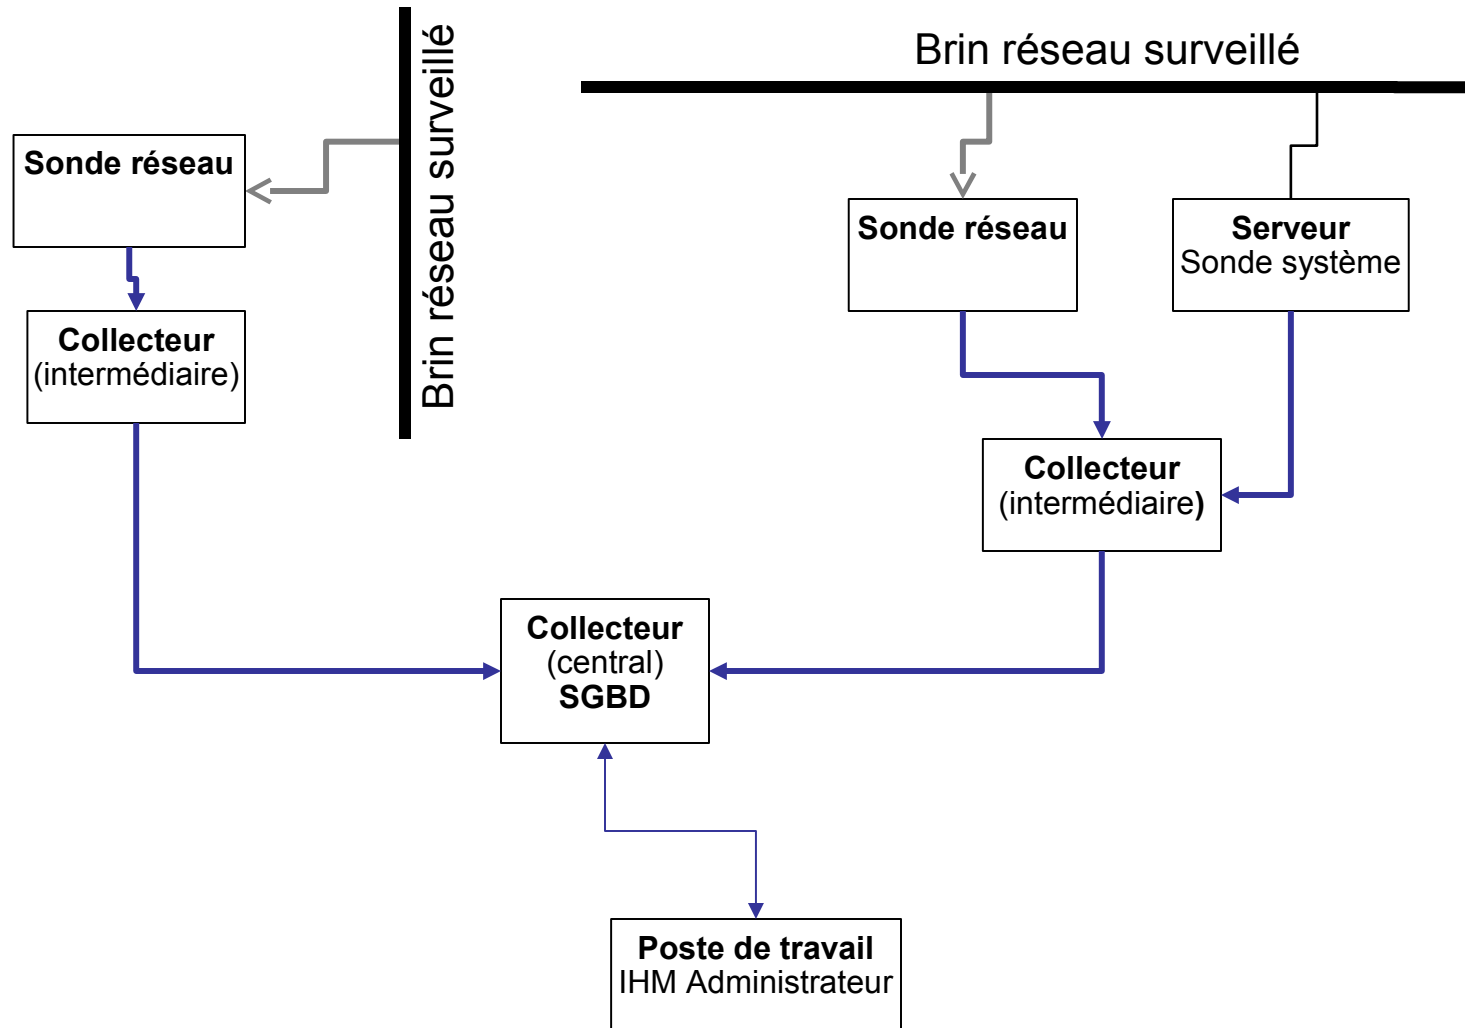 Brin réseau surveillé
Brin réseau surveillé
Sonde réseau
Sonde réseau
Serveur
Sonde système
Collecteur
(intermédiaire)
Collecteur
(intermédiaire)
Collecteur
(central)
SGBD
Poste de travail
IHM Administrateur